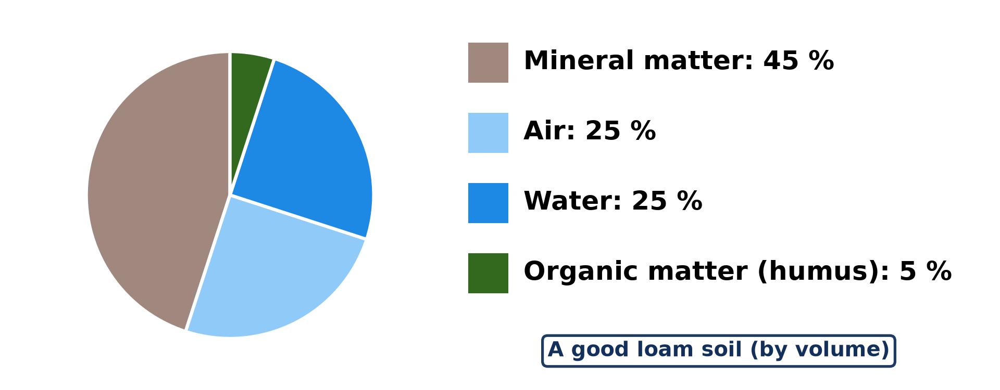 Mineral matter: 45 %
Air: 25 %
Water: 25 %
Organic matter (humus): 5 %
A good loam soil (by volume)